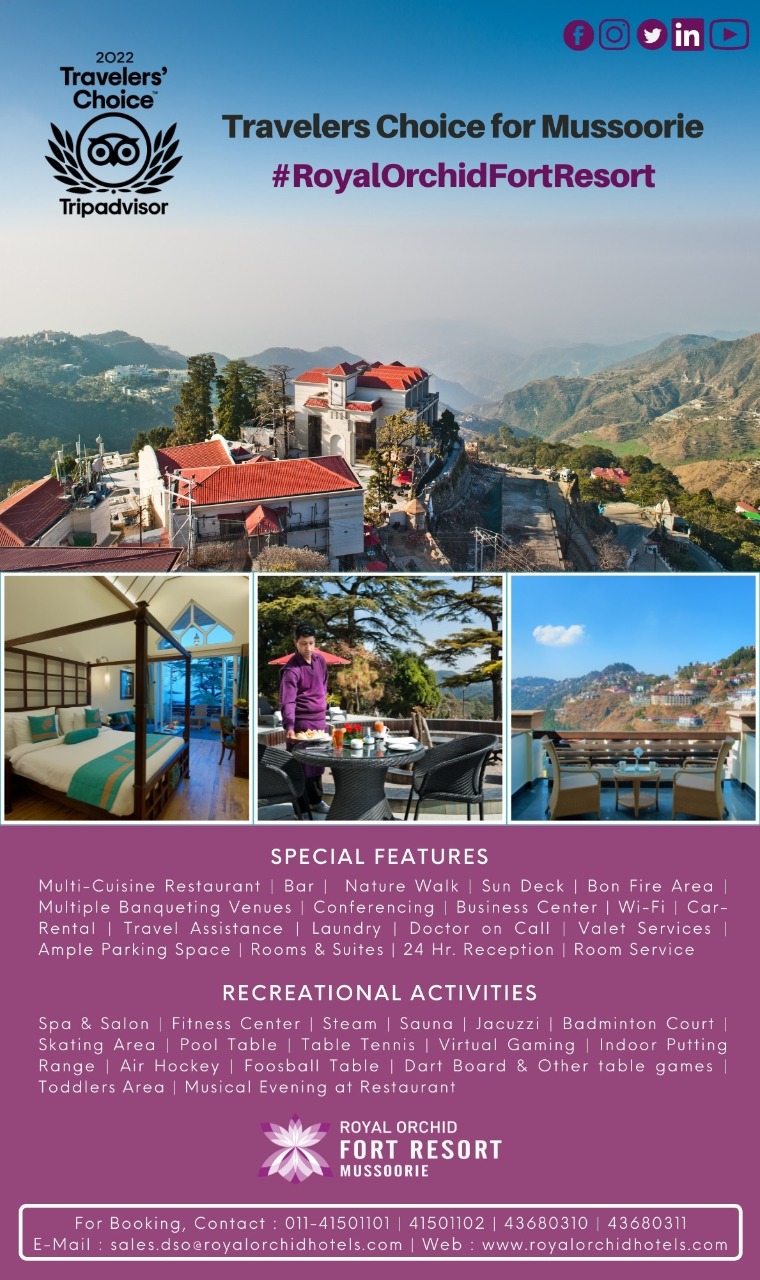 2022
Travelers'
Choice™
Tripadvisor
Travelers Choice for Mussoorie
#RoyalOrchidFortResort
SPECIAL FEATURES
Multi-Cuisine Restaurant | Bar | Nature Walk | Sun Deck | Bon Fire Area |
Multiple Banqueting Venues | Conferencing | Business Center | Wi-Fi | Car-
Rental | Travel Assistance | Laundry | Doctor on Call | Valet Services |
Ample Parking Space | Rooms & Suites | 24 Hr. Reception | Room Service
RECREATIONAL ACTIVITIES
Spa & Salon | Fitness Center | Steam | Sauna | Jacuzzi | Badminton Court |
Skating Area | Pool Table | Table Tennis | Virtual Gaming | Indoor Putting
Range | Air Hockey | Foosball Table | Dart Board & Other table games |
Toddlers Area | Musical Evening at Restaurant
ROYAL ORCHID
FORT RESORT
MUSSOORIE
For Booking, Contact : 011-41501101 | 41501102 | 43680310 | 43680311
E-Mail : sales.dso@royalorchidhotels.com | Web : www.royalorchidhotels.com